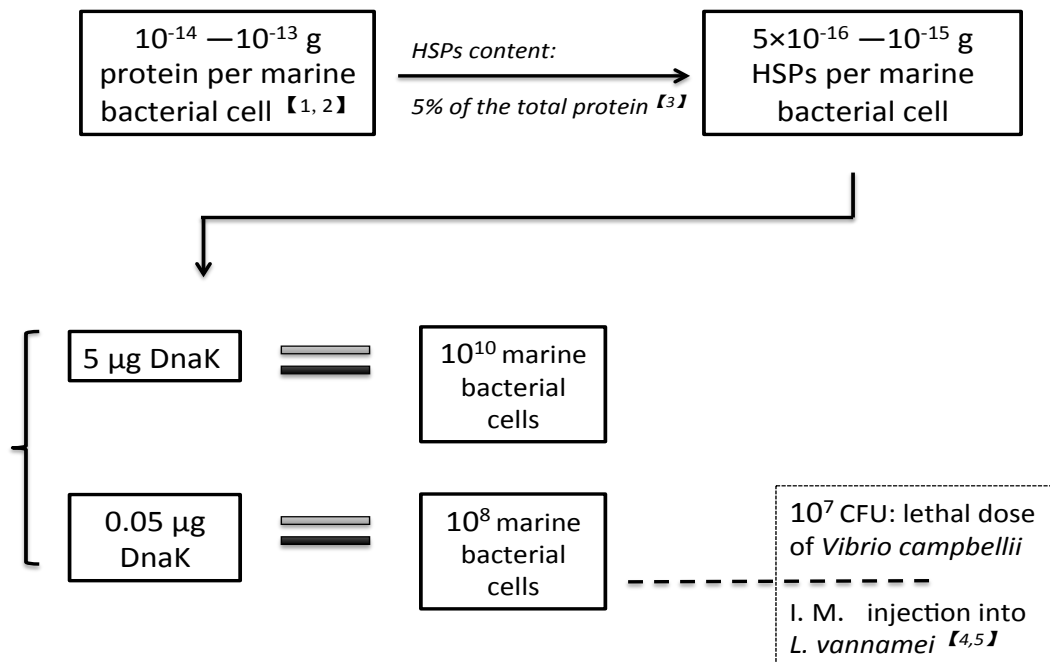 10⁻¹⁴ —10⁻¹³ g
protein per marine
bacterial cell 【1, 2】
HSPs content:
5% of the total protein 【3】
5×10⁻¹⁶ —10⁻¹⁵ g
HSPs per marine
bacterial cell
5 µg DnaK
10¹⁰ marine
bacterial
cells
0.05 µg
DnaK
10⁸ marine
bacterial
cells
10⁷ CFU: lethal dose
of Vibrio campbellii
I. M. injection into
L. vannamei 【4,5】